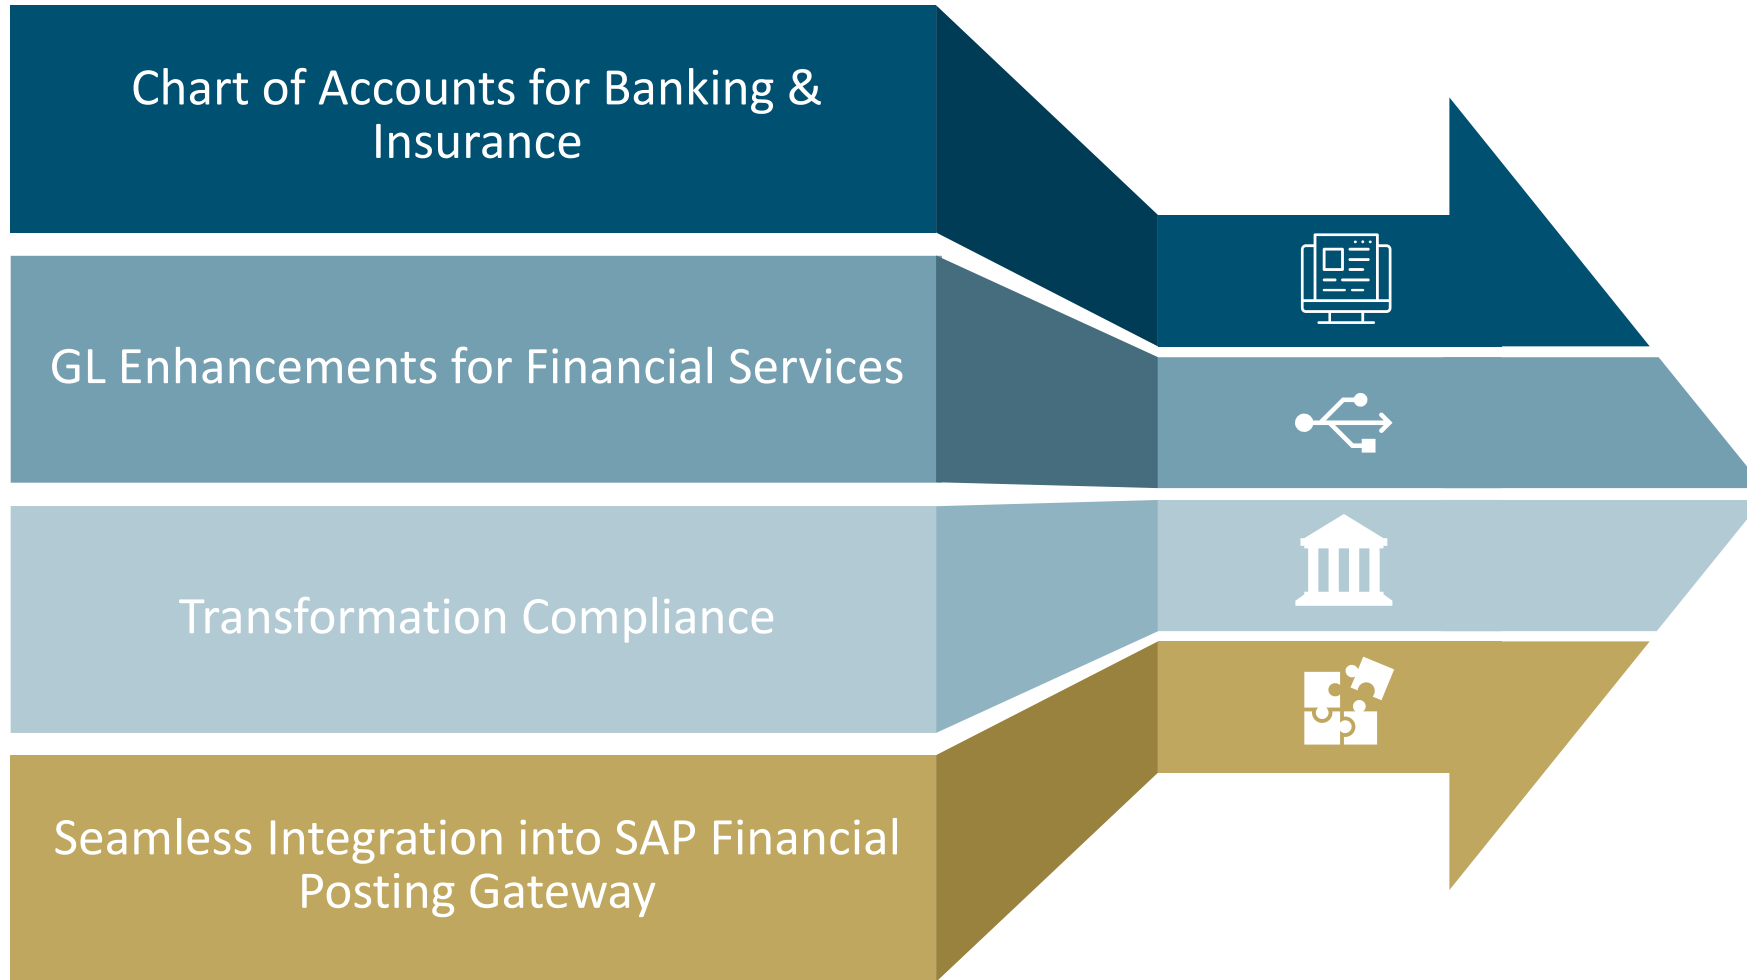 Chart of Accounts for Banking &
Insurance
GL Enhancements for Financial Services
Transformation Compliance
Seamless Integration into SAP Financial
Posting Gateway